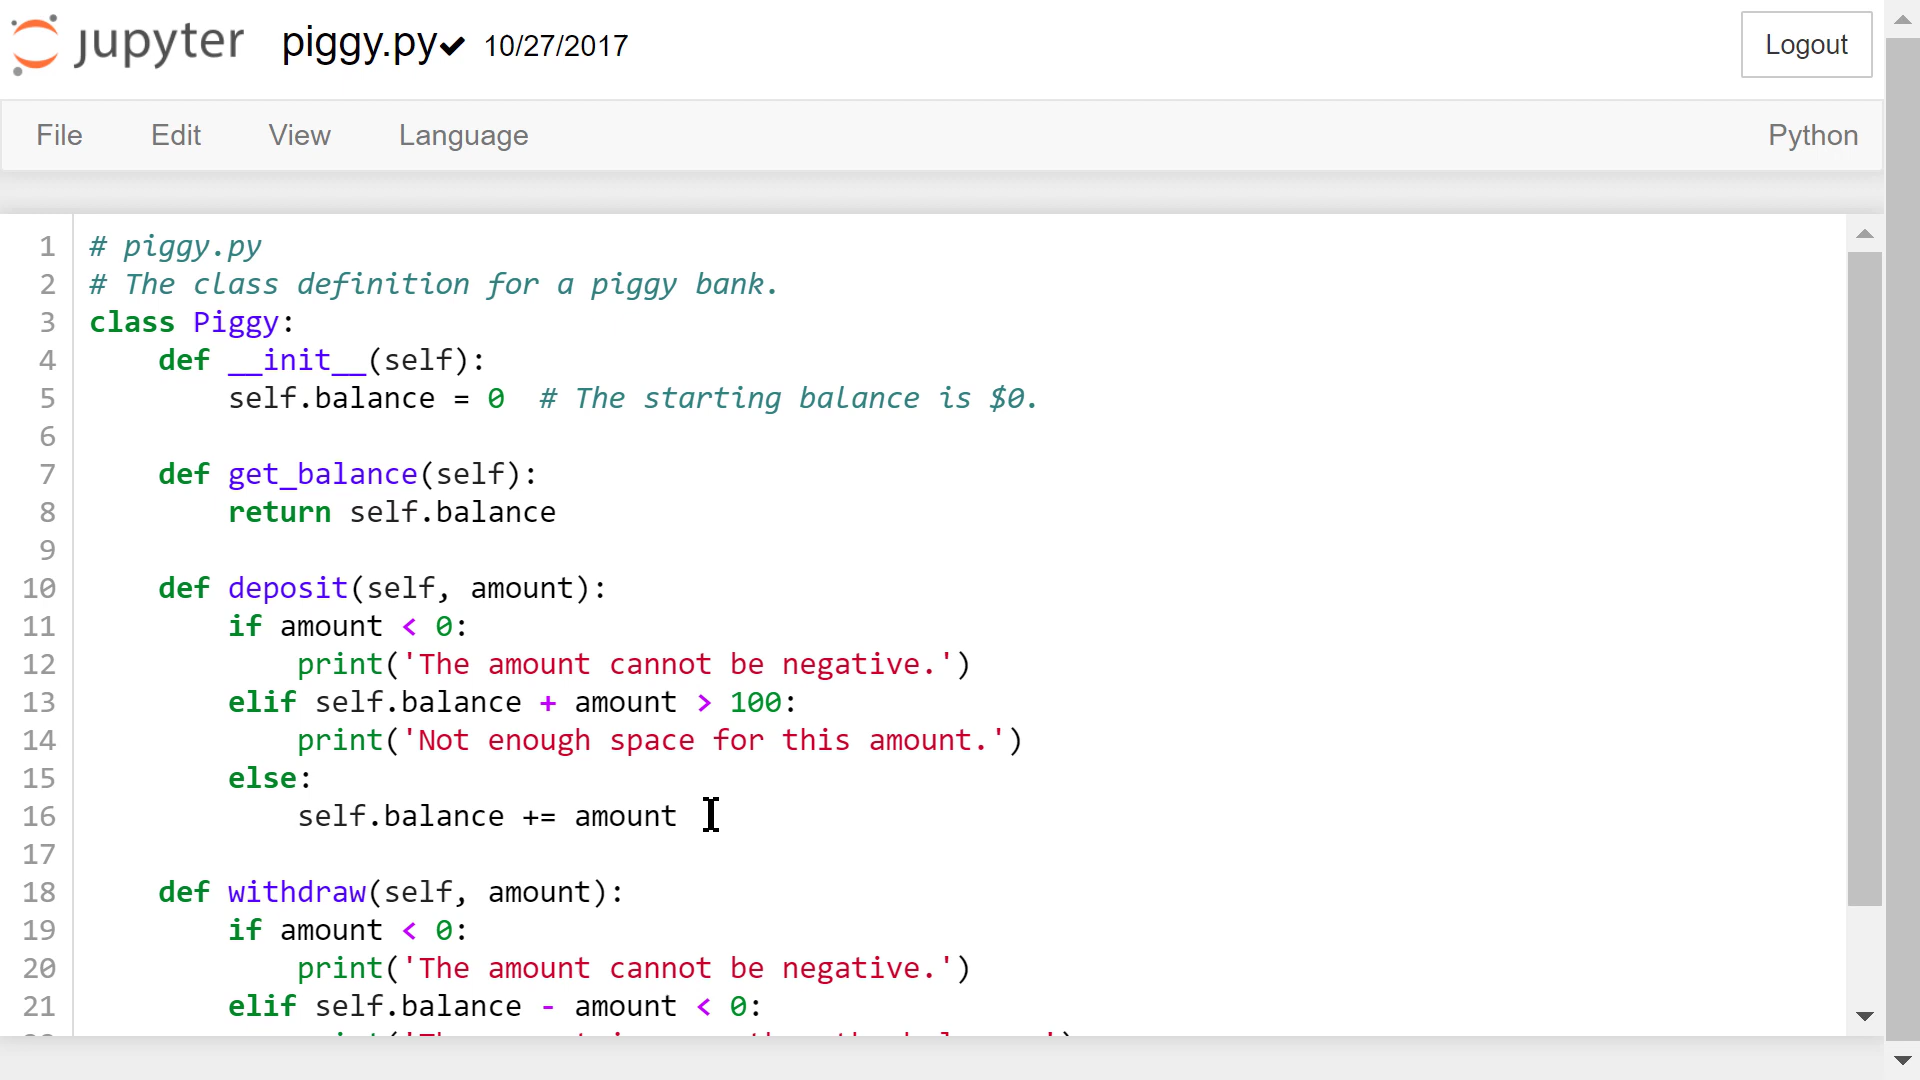 jupyter piggy.py✔ 10/27/2017 Logout
File Edit View Language Python
1 # piggy.py
2 # The class definition for a piggy bank.
3 class Piggy:
4     def __init__(self):
5         self.balance = 0  # The starting balance is $0.
6
7     def get_balance(self):
8         return self.balance
9
10     def deposit(self, amount):
11         if amount < 0:
12             print('The amount cannot be negative.')
13         elif self.balance + amount > 100:
14             print('Not enough space for this amount.')
15         else:
16             self.balance += amount
17
18     def withdraw(self, amount):
19         if amount < 0:
20             print('The amount cannot be negative.')
21         elif self.balance - amount < 0: